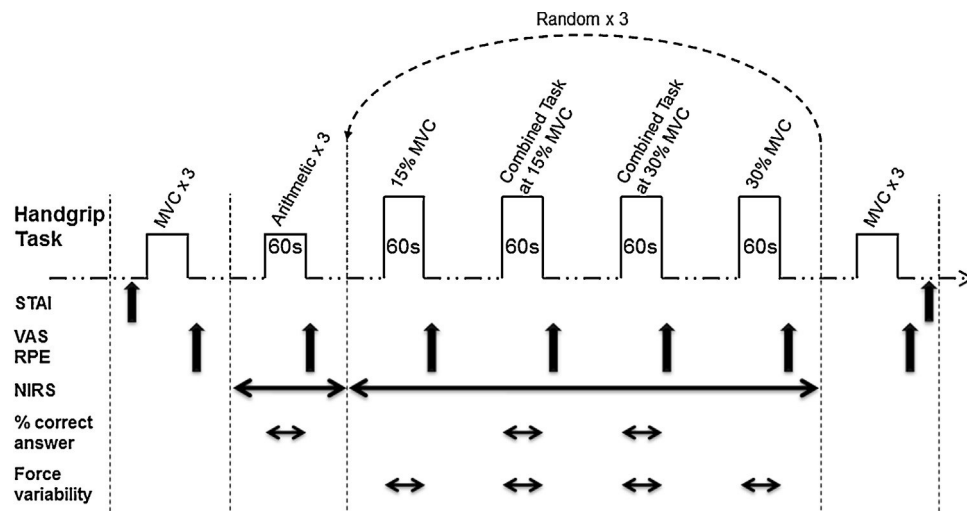 Random x 3
MVC x 3
Arithmetic x 3
15% MVC
Combined Task
at 15% MVC
Combined Task
at 30% MVC
30% MVC
MVC x 3
Handgrip
Task
60s
60s
60s
60s
60s
STAI
VAS
RPE
NIRS
% correct
answer
Force
variability